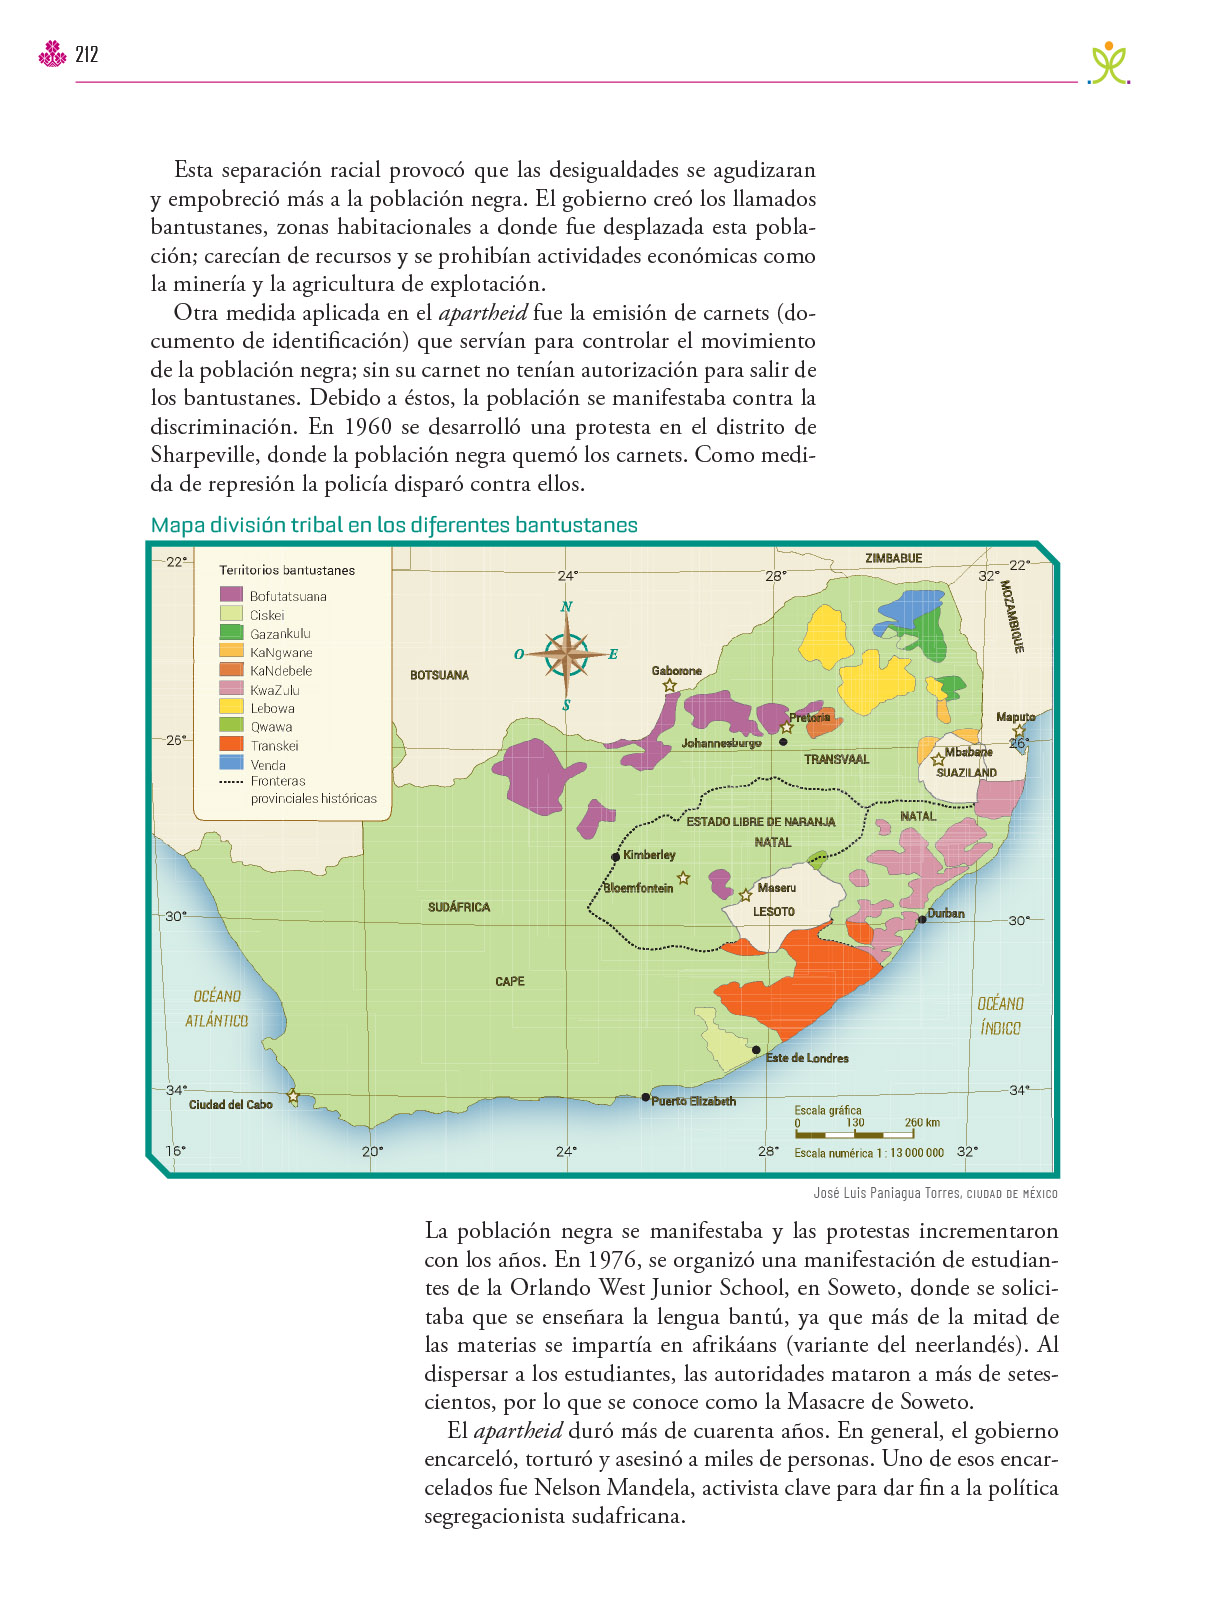 212
Esta separación racial provocó que las desigualdades se agudizaran
y empobreció más a la población negra. El gobierno creó los llamados
bantustanes, zonas habitacionales a donde fue desplazada esta pobla-
ción; carecían de recursos y se prohibían actividades económicas como
la minería y la agricultura de explotación.
Otra medida aplicada en el apartheid fue la emisión de carnets (do-
cumento de identificación) que servían para controlar el movimiento
de la población negra; sin su carnet no tenían autorización para salir de
los bantustanes. Debido a éstos, la población se manifestaba contra la
discriminación. En 1960 se desarrolló una protesta en el distrito de
Sharpeville, donde la población negra quemó los carnets. Como medi-
da de represión la policía disparó contra ellos.
Mapa división tribal en los diferentes bantustanes
22°
24°
28°
32°
22°
Territorios bantustanes
Bofutatsuana
Ciskei
Gazankulu
KaNgwane
KaNdebele
KwaZulu
Lebowa
Qwawa
Transkei
Venda
Fronteras
provinciales históricas
N
O
E
S
ZIMBABUE
MOZAMBIQUE
BOTSUANA
Gaborone
Pretoria
Johannesburgo
TRANSVAAL
Maputo
26°
26°
Mbabane
SUAZILAND
ESTADO LIBRE DE NARANJA
NATAL
NATAL
Kimberley
Bloemfontein
Maseru
LESOTO
Durban
SUDÁFRICA
30°
30°
CAPE
OCÉANO
ATLÁNTICO
OCÉANO
ÍNDICO
Este de Londres
34°
34°
Ciudad del Cabo
Puerto Elizabeth
Escala gráfica
0 130 260 km
Escala numérica 1 : 13 000 000
16°
20°
24°
28°
32°
José Luis Paniagua Torres, CIUDAD DE MÉXICO
La población negra se manifestaba y las protestas incrementaron
con los años. En 1976, se organizó una manifestación de estudian-
tes de la Orlando West Junior School, en Soweto, donde se solici-
taba que se enseñara la lengua bantú, ya que más de la mitad de
las materias se impartía en afrikáans (variante del neerlandés). Al
dispersar a los estudiantes, las autoridades mataron a más de setes-
cientos, por lo que se conoce como la Masacre de Soweto.
El apartheid duró más de cuarenta años. En general, el gobierno
encarceló, torturó y asesinó a miles de personas. Uno de esos encar-
celados fue Nelson Mandela, activista clave para dar fin a la política
segregacionista sudafricana.